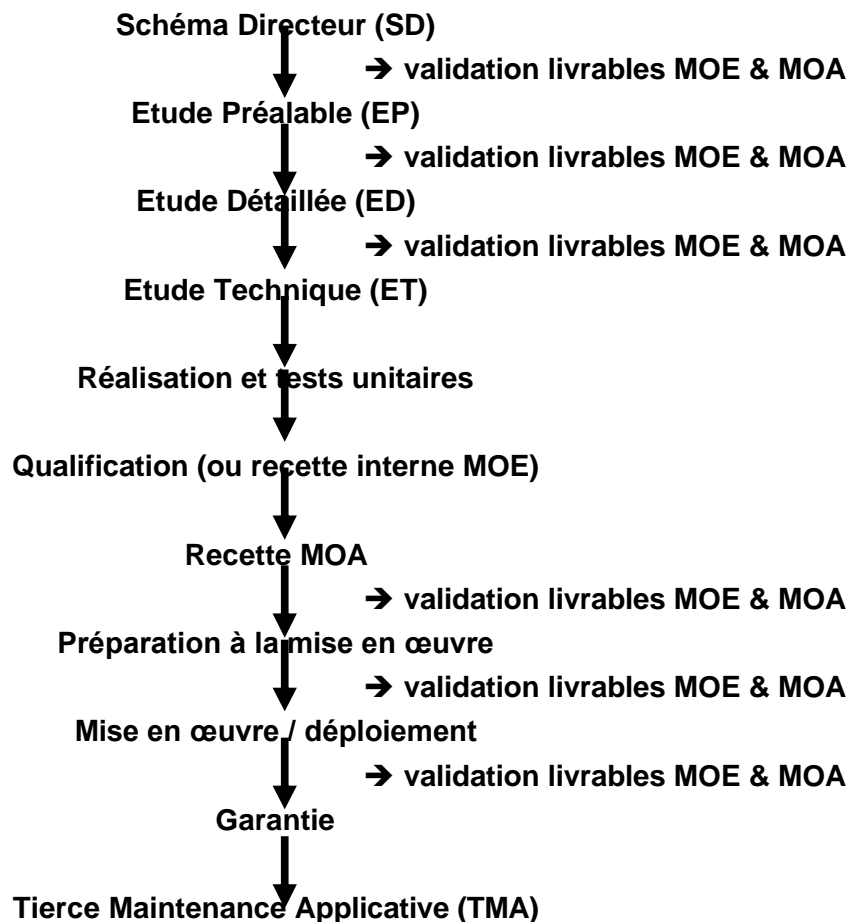 Schéma Directeur (SD)
➔ validation livrables MOE & MOA
Etude Préalable (EP)
➔ validation livrables MOE & MOA
Etude Détaillée (ED)
➔ validation livrables MOE & MOA
Etude Technique (ET)
Réalisation et tests unitaires
Qualification (ou recette interne MOE)
Recette MOA
➔ validation livrables MOE & MOA
Préparation à la mise en œuvre
➔ validation livrables MOE & MOA
Mise en œuvre / déploiement
➔ validation livrables MOE & MOA
Garantie
Tierce Maintenance Applicative (TMA)